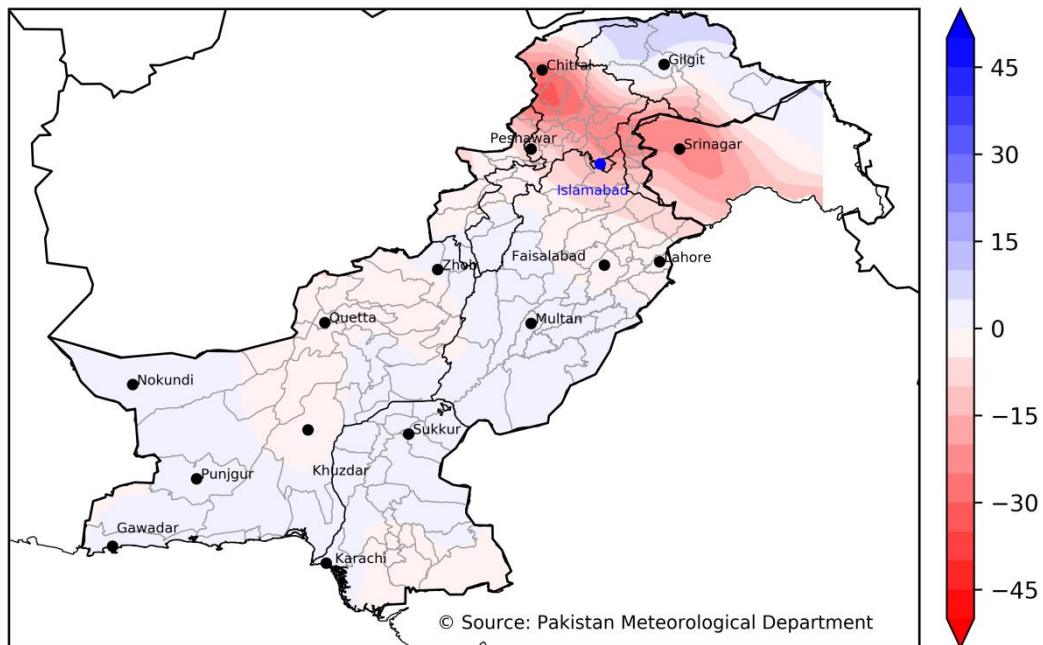 Chitral
Gilgit
Peshawar
Srinagar
Islamabad
Zhob
Faisalabad
Lahore
Quetta
Multan
Nokundi
Sukkur
Punjgur
Khuzdar
Gawadar
Karachi
© Source: Pakistan Meteorological Department
45
30
15
0
−15
−30
−45